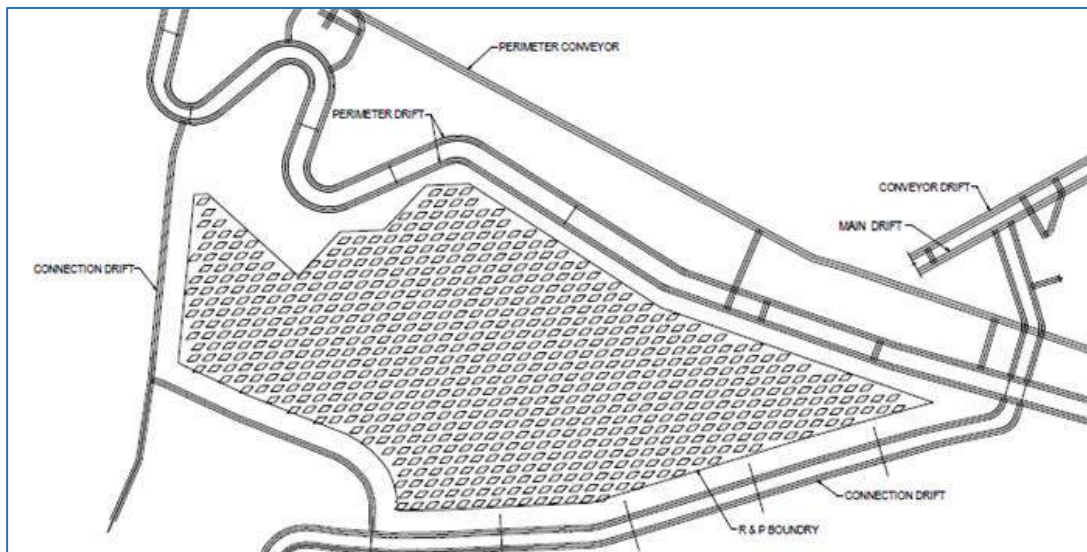 PERIMETER CONVEYOR
PERIMETER DRIFT
CONVEYOR DRIFT
MAIN DRIFT
CONNECTION DRIFT
CONNECTION DRIFT
R & P BOUNDRY